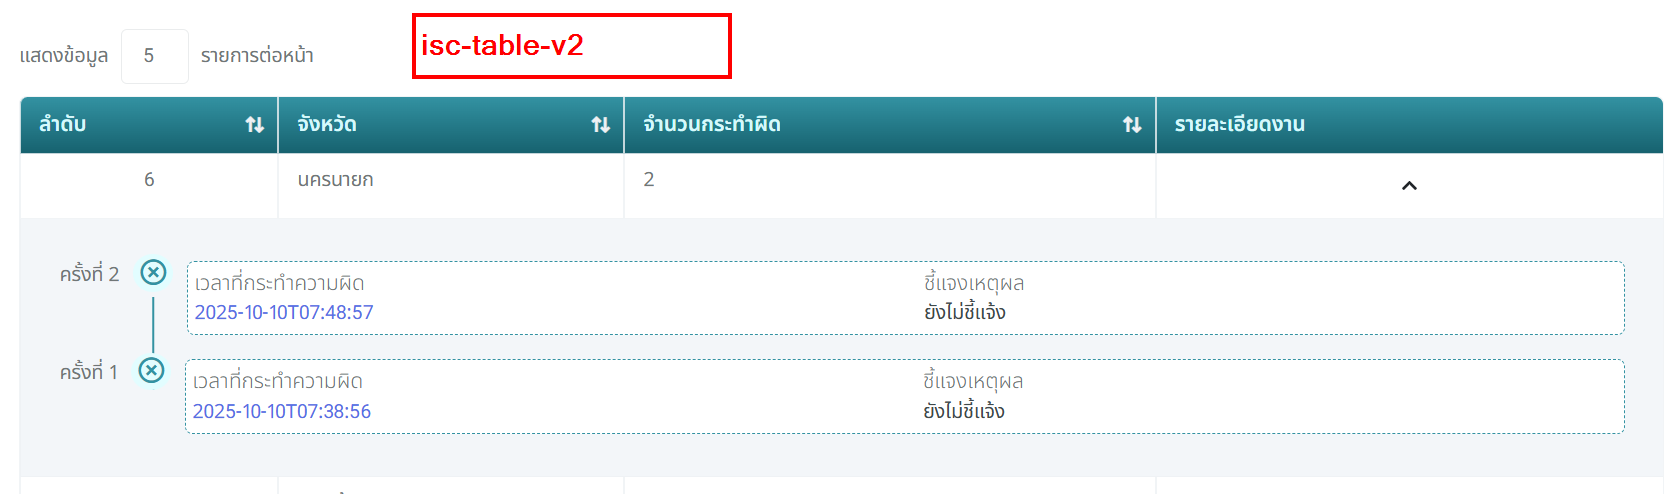 isc-table-v2
แสดงข้อมูล 5 รายการต่อหน้า
ลำดับ จังหวัด จำนวนกระทำผิด รายละเอียดงาน
6 นครนายก 2
ครั้งที่ 2
เวลาที่กระทำความผิด ชี้แจงเหตุผล
2025-10-10T07:48:57 ยังไม่ชี้แจ้ง
ครั้งที่ 1
เวลาที่กระทำความผิด ชี้แจงเหตุผล
2025-10-10T07:38:56 ยังไม่ชี้แจ้ง